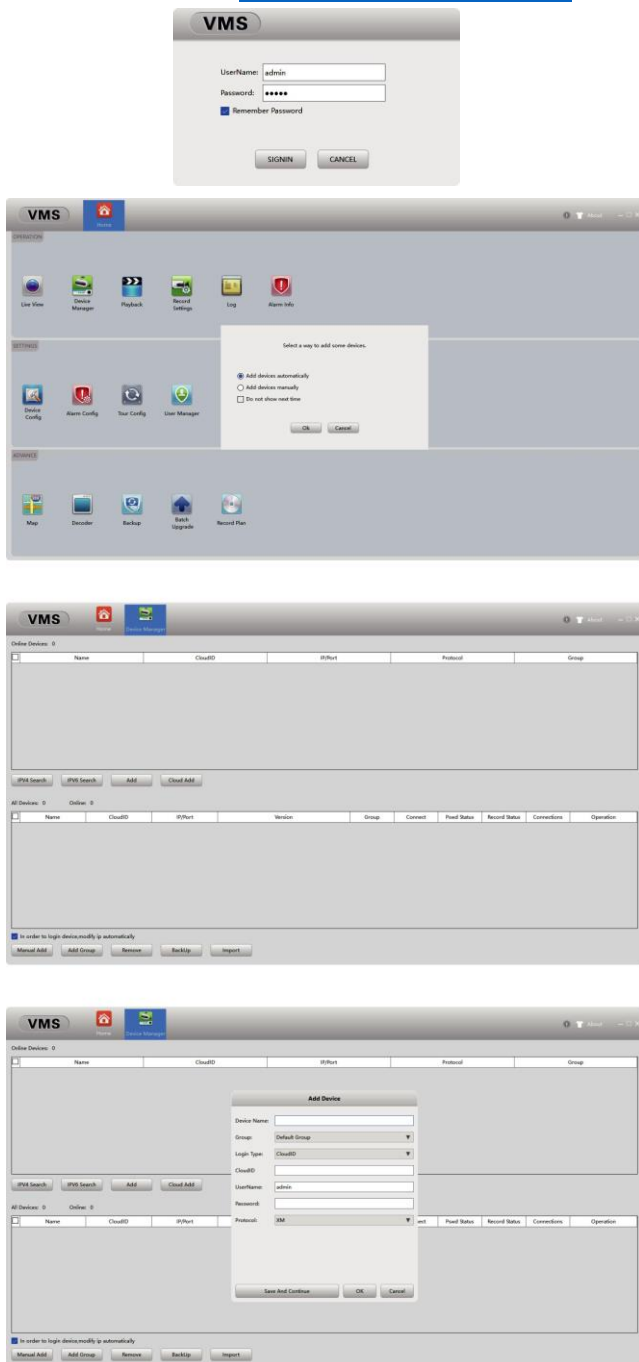 VMS
UserName: admin
Password: •••••
Remember Password
SIGNIN CANCEL
VMS Home About
OPERATION
Live View Device Manager Playback Record Settings Log Alarm Info
SETTINGS
Select a way to add some devices.
Add devices automatically
Add devices manually
Do not show next time
Ok Cancel
Device Config Alarm Config Tour Config User Manager
ADVANCE
Map Decoder Backup Batch Upgrade Record Plan
VMS Home Device Manager About
Online Devices: 0
Name CloudID IP/Port Protocol Group
IPV4 Search IPV6 Search Add Cloud Add
All Devices: 0 Online: 0
Name CloudID IP/Port Version Group Connect Pswd Status Record Status Connections Operation
In order to login device,modify ip automatically
Manual Add Add Group Remove BackUp Import
VMS Home Device Manager About
Online Devices: 0
Name CloudID IP/Port Protocol Group
Add Device
Device Name:
Group: Default Group
Login Type: CloudID
CloudID
UserName: admin
Password:
Protocol: XM
Save And Continue OK Cancel
IPV4 Search IPV6 Search Add Cloud Add
All Devices: 0 Online: 0
Name CloudID IP/Port Pswd Status Record Status Connections Operation
In order to login device,modify ip automatically
Manual Add Add Group Remove BackUp Import